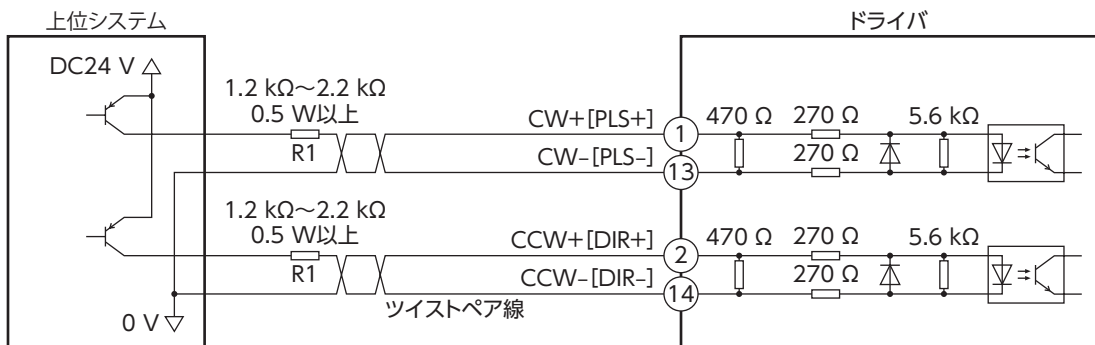 上位システム
ドライバ
DC24 V
1.2 kΩ～2.2 kΩ
0.5 W以上
R1
CW+[PLS+]
1
470 Ω
270 Ω
5.6 kΩ
CW–[PLS–]
13
270 Ω
1.2 kΩ～2.2 kΩ
0.5 W以上
R1
CCW+[DIR+]
2
470 Ω
270 Ω
5.6 kΩ
CCW–[DIR–]
14
270 Ω
ツイストペア線
0 V